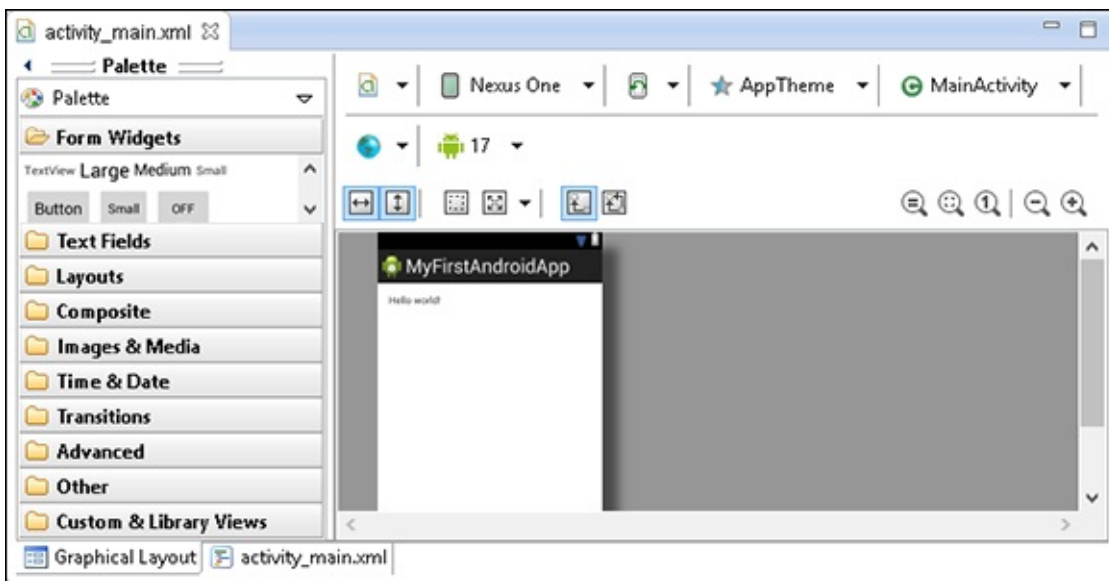 activity_main.xml
Palette
Palette
Form Widgets
TextView Large Medium Small
Button Small OFF
Text Fields
Layouts
Composite
Images & Media
Time & Date
Transitions
Advanced
Other
Custom & Library Views
Nexus One
AppTheme
MainActivity
17
1
MyFirstAndroidApp
Hello world!
Graphical Layout
activity_main.xml